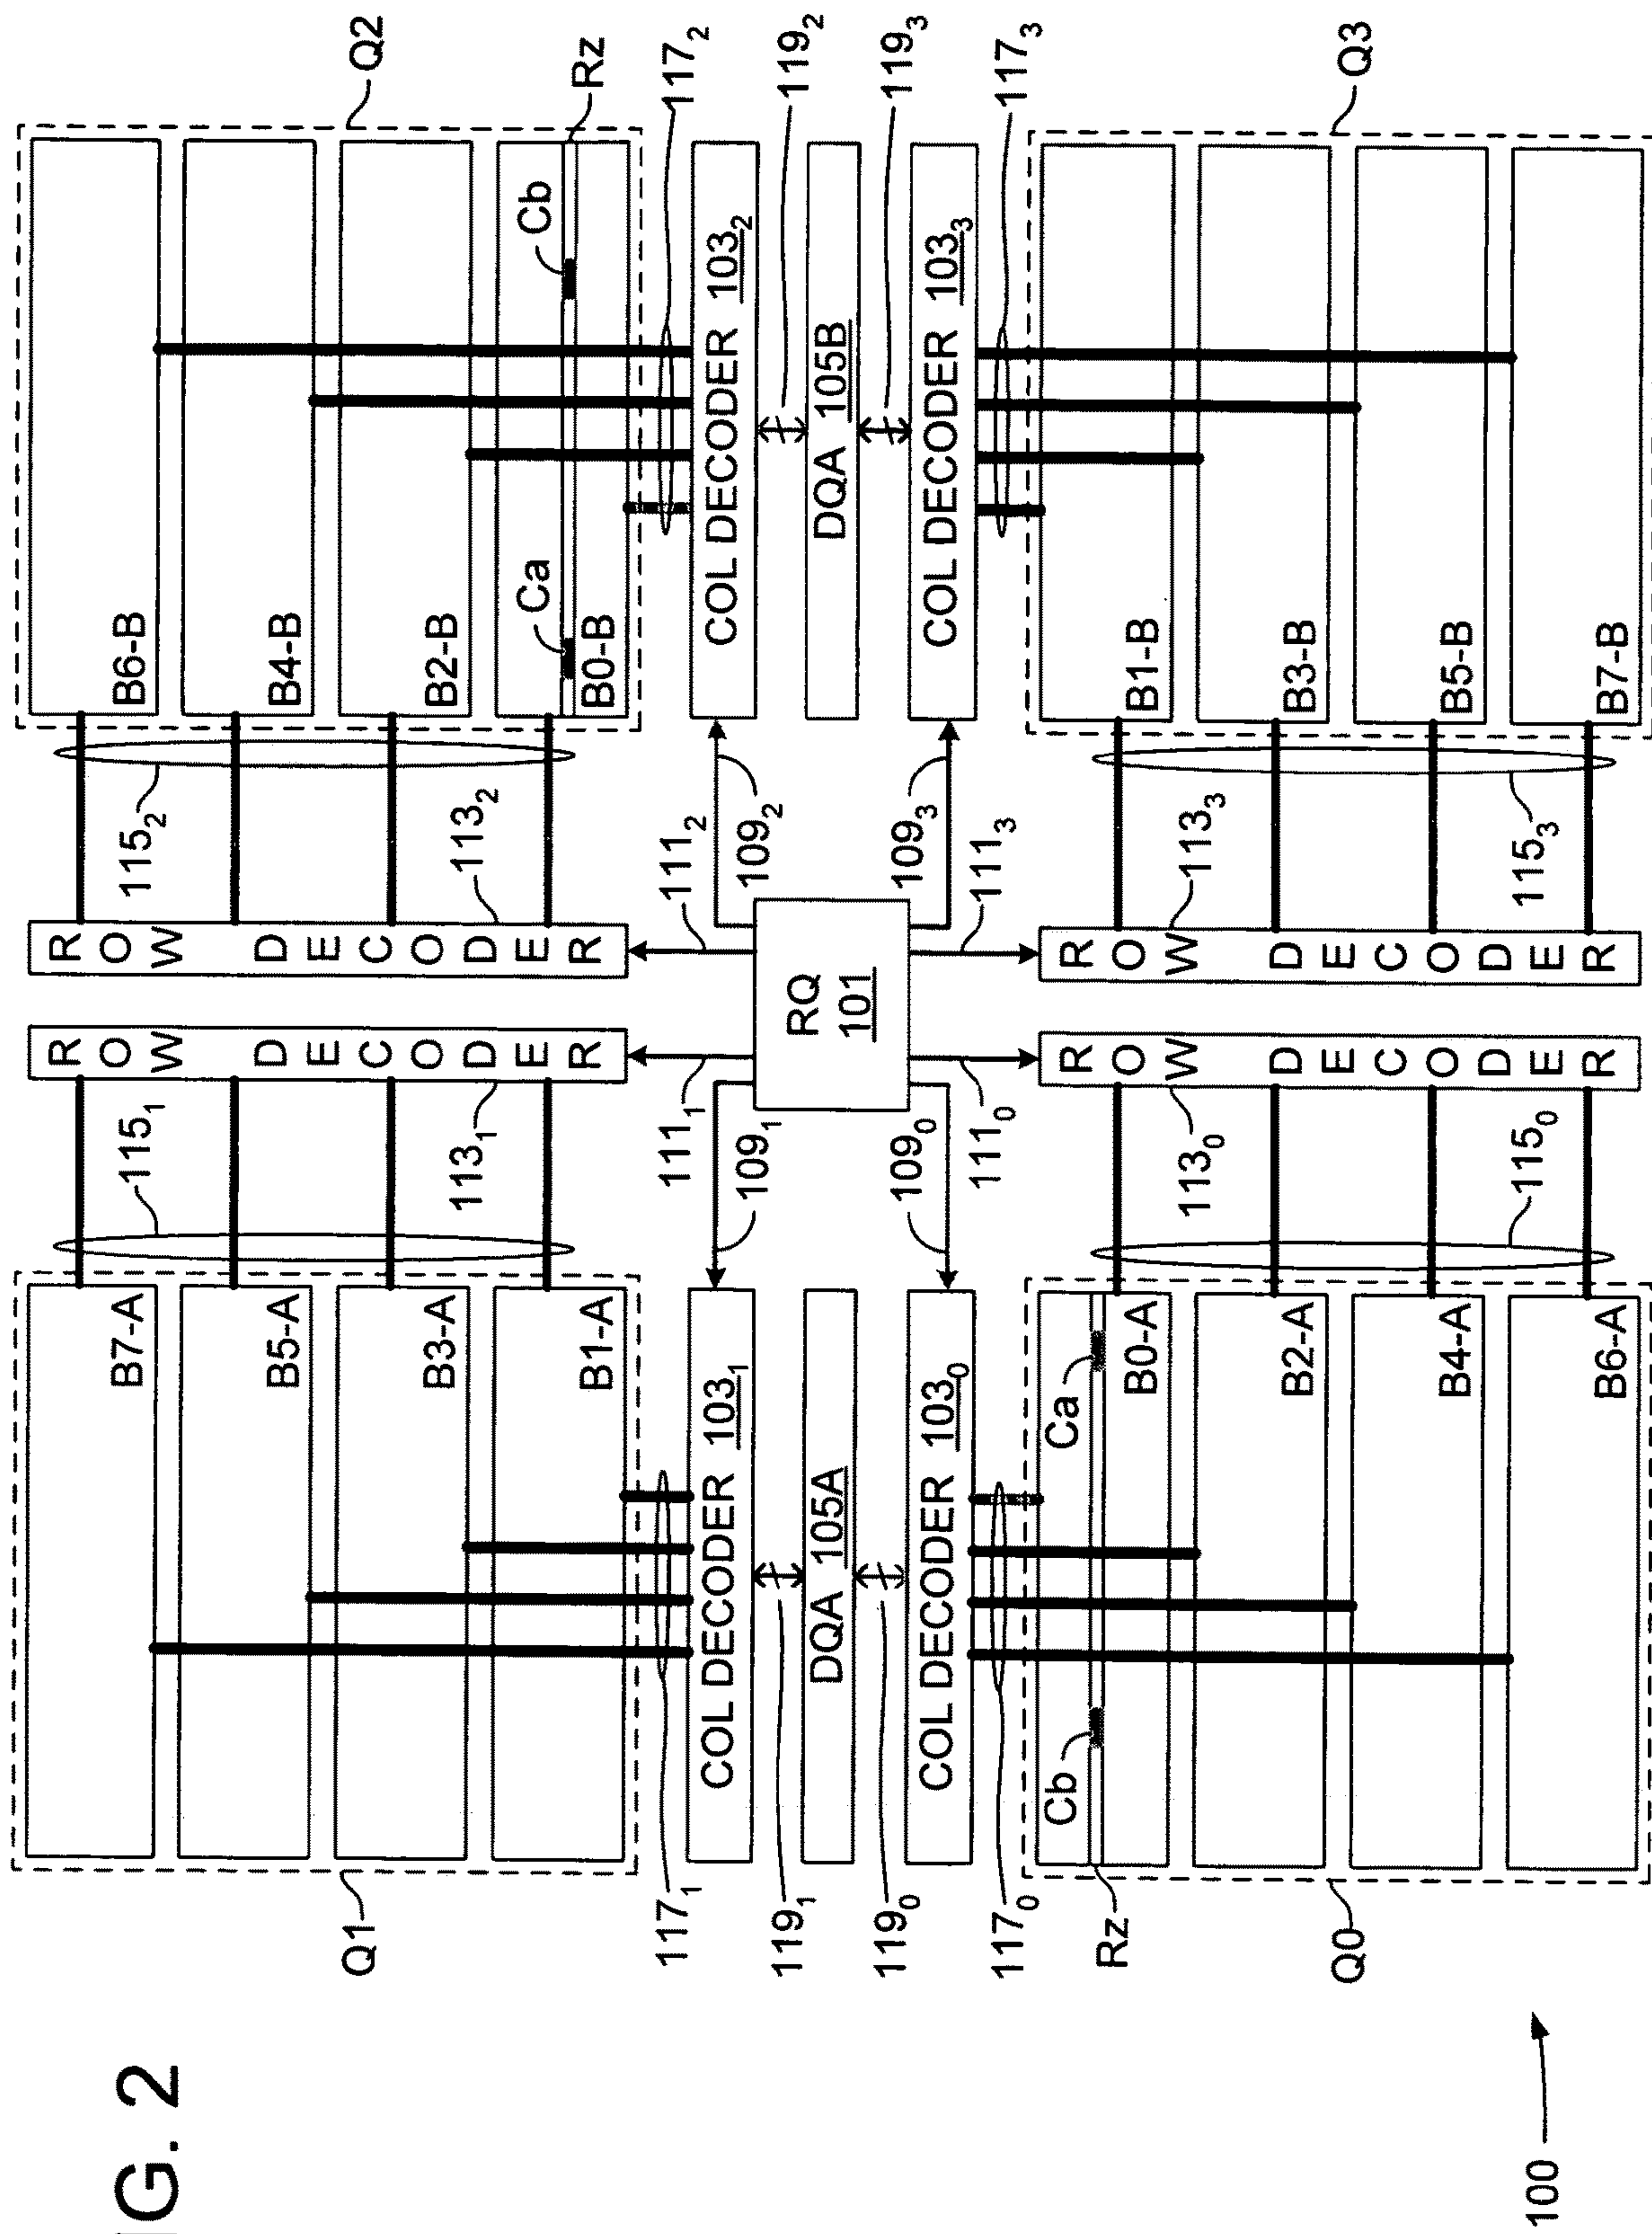 IG. 2
Q1
B7-A
B5-A
B3-A
B1-A
115₁
ROW DECODER
113₁
ROW DECODER
115₂
113₂
B6-B
B4-B
B2-B
B0-B
Ca
Cb
Q2
Rz
117₁
111₁
111₂
117₂
COL DECODER 103₁
109₁
109₂
COL DECODER 103₂
119₁
DQA 105A
RQ
101
DQA 105B
119₂
119₀
COL DECODER 103₀
109₀
109₃
COL DECODER 103₃
119₃
117₀
111₀
111₃
117₃
Rz
Cb
Ca
B0-A
B2-A
B4-A
B6-A
Q0
113₀
115₀
ROW DECODER
ROW DECODER
113₃
115₃
B1-B
B3-B
B5-B
B7-B
Q3
100